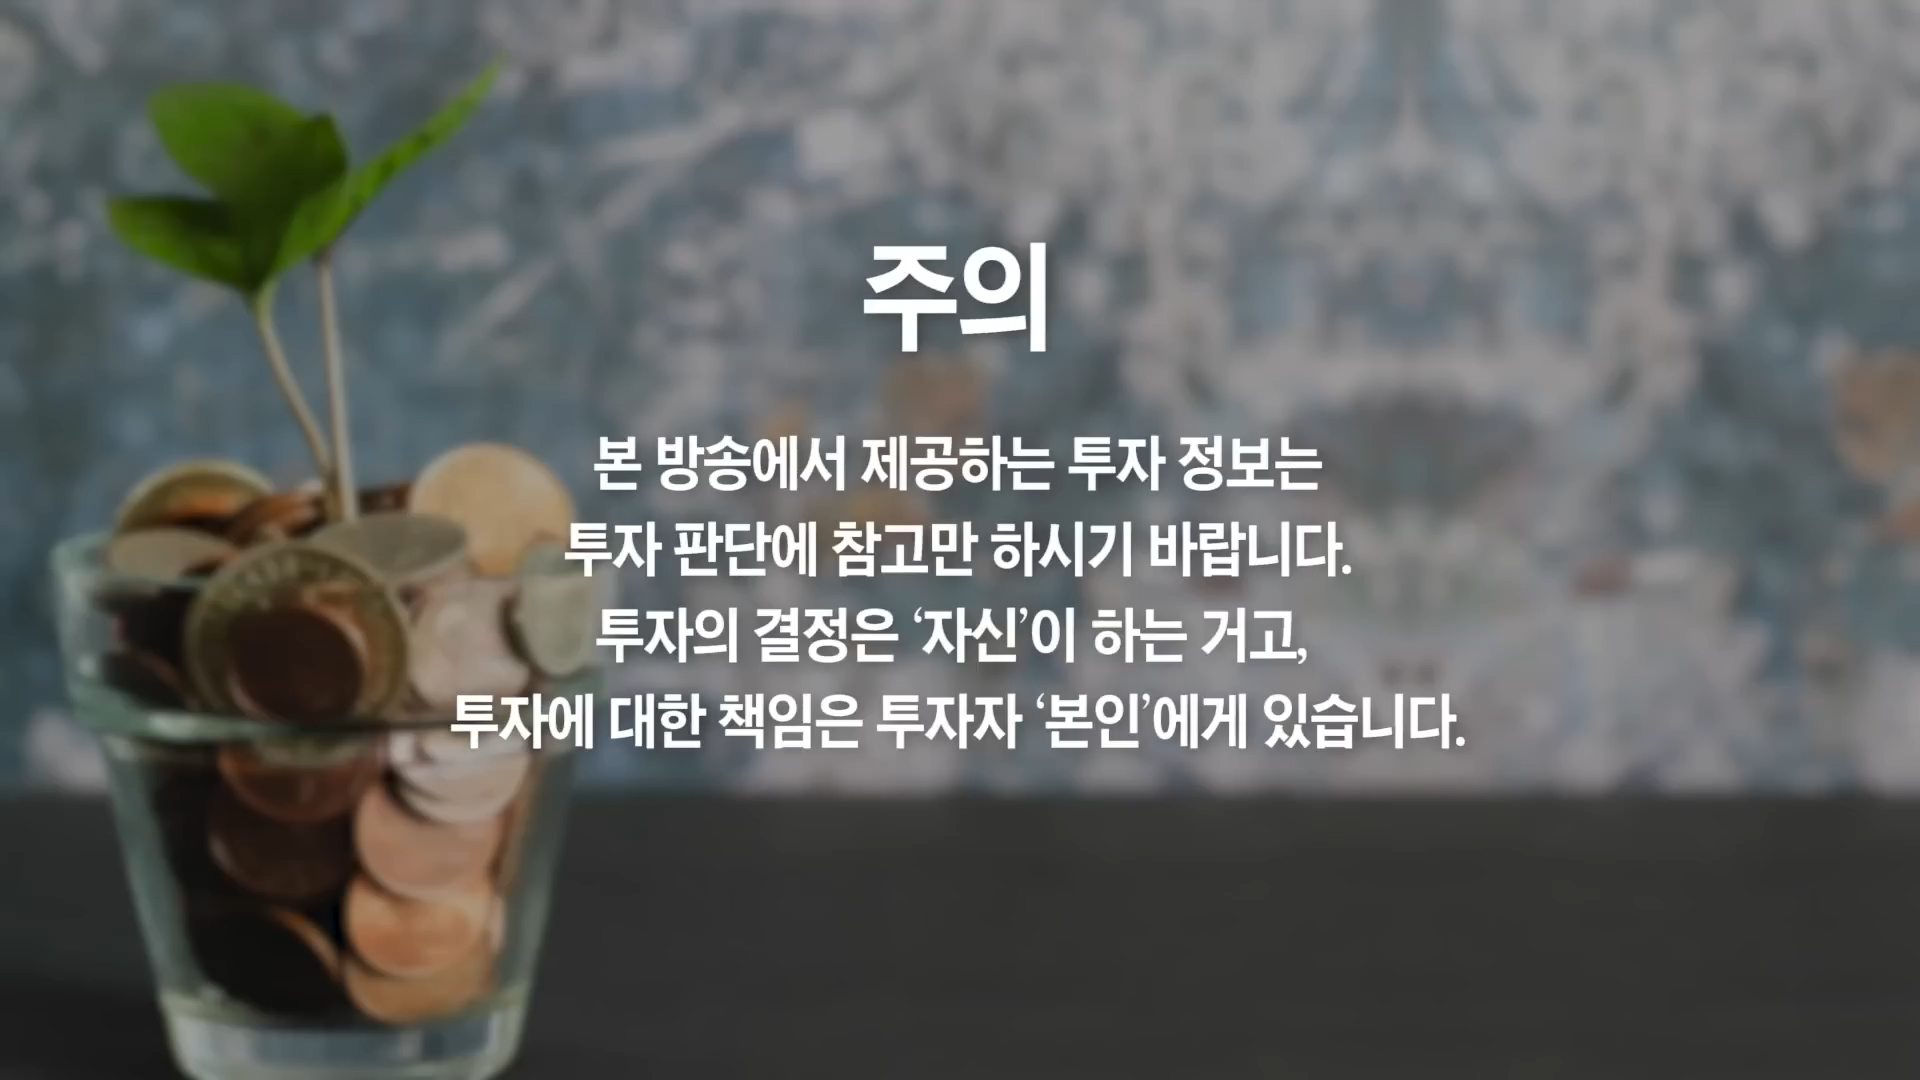 주의
본 방송에서 제공하는 투자 정보는
투자 판단에 참고만 하시기 바랍니다.
투자의 결정은 ‘자신’이 하는 거고,
투자에 대한 책임은 투자자 ‘본인’에게 있습니다.